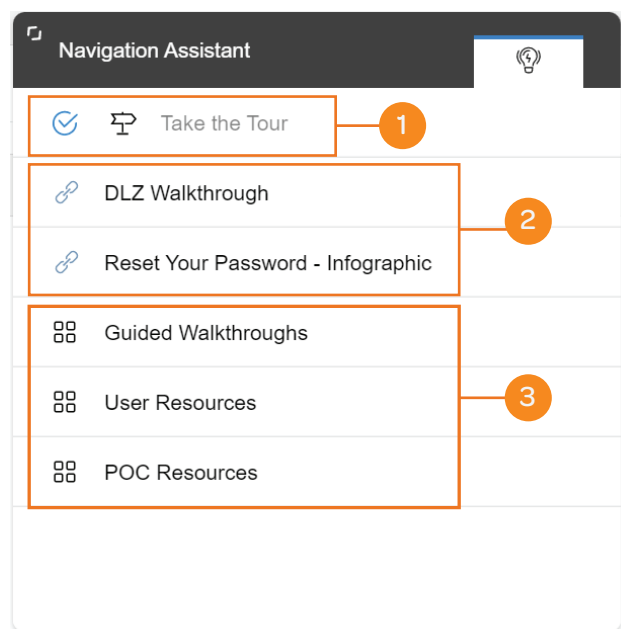 Navigation Assistant
Take the Tour
1
DLZ Walkthrough
2
Reset Your Password - Infographic
Guided Walkthroughs
User Resources
3
POC Resources